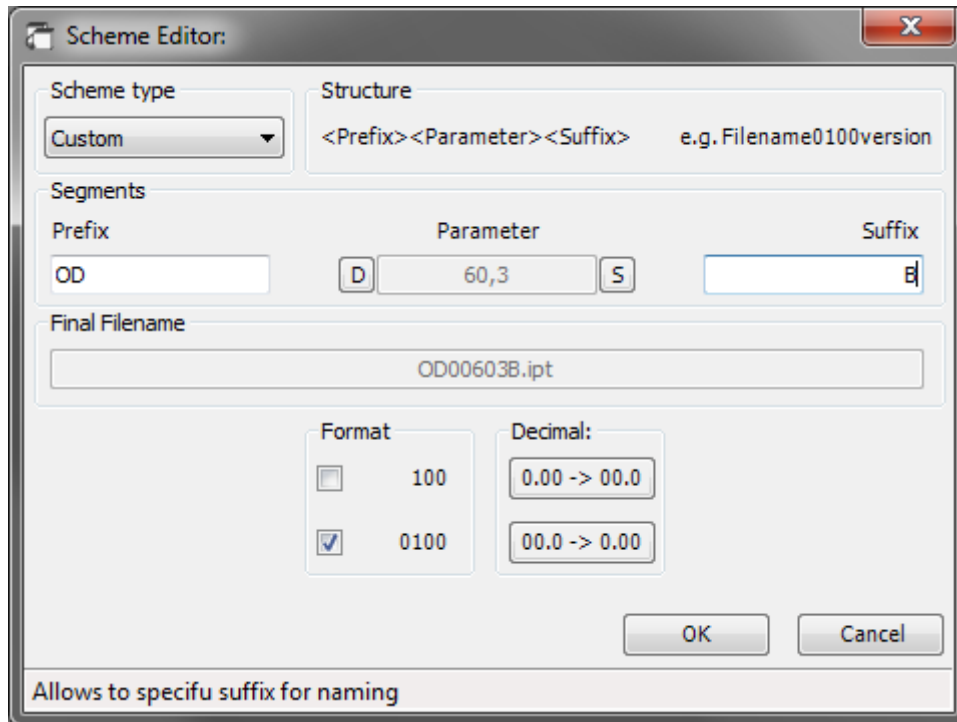 Scheme Editor:
Scheme type
Custom
Structure
<Prefix><Parameter><Suffix> e.g. Filename0100version
Segments
Prefix Parameter Suffix
OD D 60,3 S B
Final Filename
OD00603B.ipt
Format Decimal:
100 0.00 -> 00.0
0100 00.0 -> 0.00
OK Cancel
Allows to specifu suffix for naming